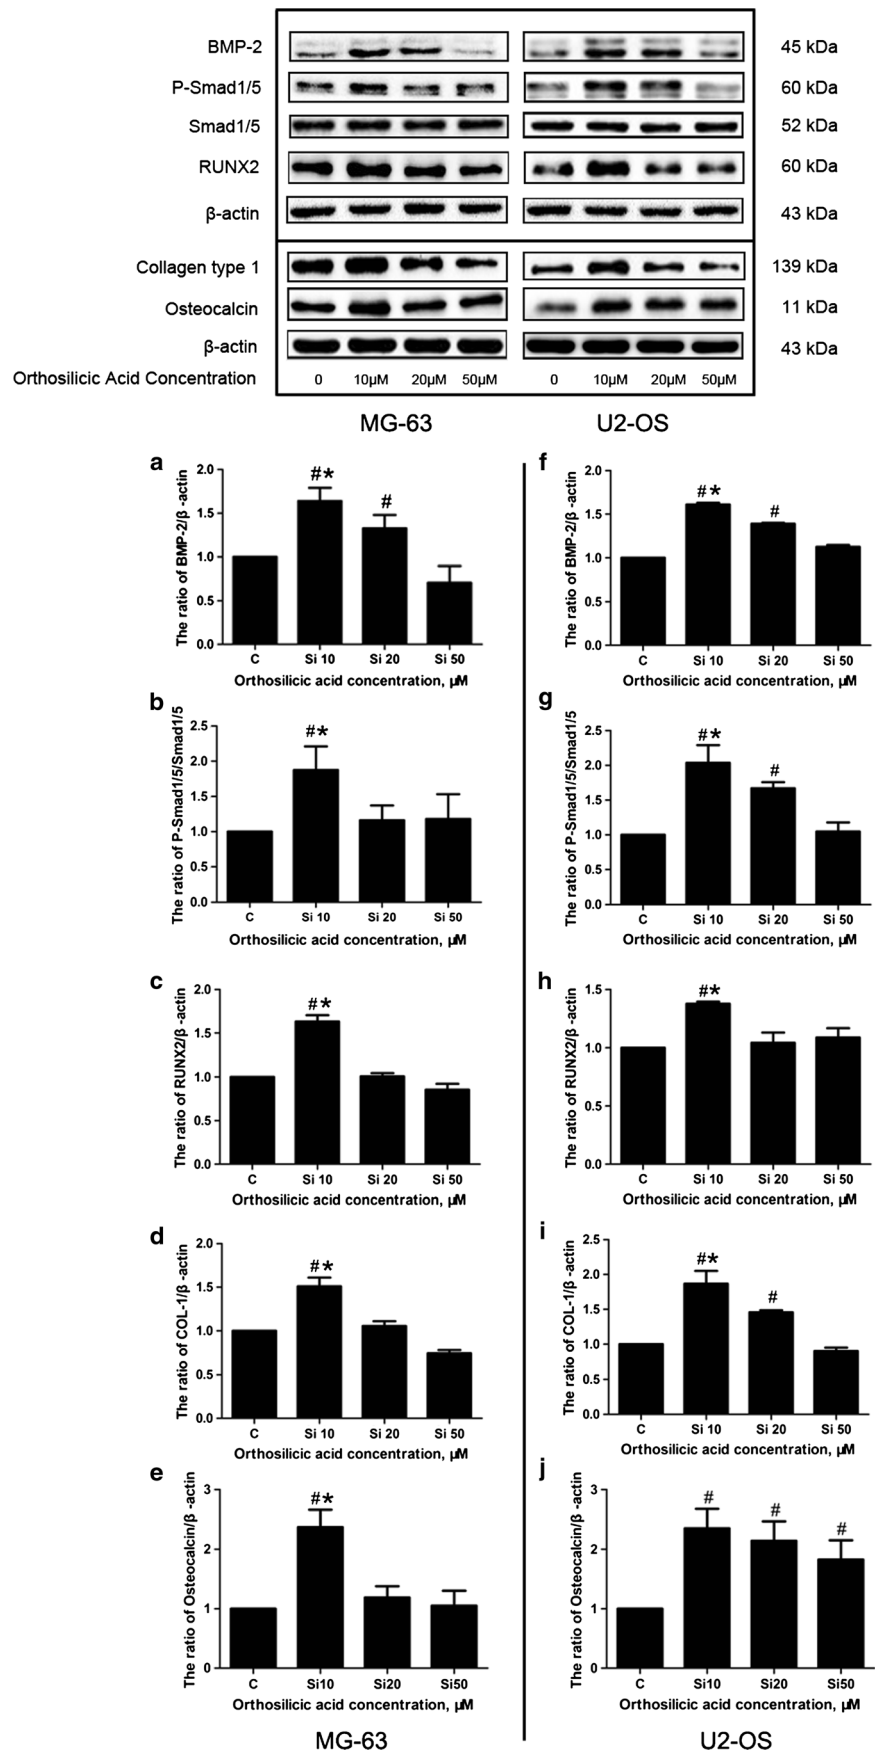 BMP-2 45 kDa
P-Smad1/5 60 kDa
Smad1/5 52 kDa
RUNX2 60 kDa
β-actin 43 kDa
Collagen type 1 139 kDa
Osteocalcin 11 kDa
β-actin 43 kDa
Orthosilicic Acid Concentration 0 10μM 20μM 50μM 0 10μM 20μM 50μM
MG-63 U2-OS
a
The ratio of BMP-2/β -actin
2.0
1.5
1.0
0.5
0.0
#* #
C Si 10 Si 20 Si 50
Orthosilicic acid concentration, μM
f
The ratio of BMP-2/β -actin
2.0
1.5
1.0
0.5
0.0
#* #
C Si 10 Si 20 Si 50
Orthosilicic acid concentration, μM
b
The ratio of P-Smad1/5/Smad1/5
2.5
2.0
1.5
1.0
0.5
0.0
#*
C Si 10 Si 20 Si 50
Orthosilicic acid concentration, μM
g
The ratio of P-Smad1/5/Smad1/5
2.5
2.0
1.5
1.0
0.5
0.0
#* #
C Si 10 Si 20 Si 50
Orthosilicic acid concentration, μM
c
The ratio of RUNX2/β -actin
2.0
1.5
1.0
0.5
0.0
#*
C Si 10 Si 20 Si 50
Orthosilicic acid concentration, μM
h
The ratio of RUNX2/β -actin
1.5
1.0
0.5
0.0
#*
C Si 10 Si 20 Si 50
Orthosilicic acid concentration, μM
d
The ratio of COL-1/β -actin
2.0
1.5
1.0
0.5
0.0
#*
C Si 10 Si 20 Si 50
Orthosilicic acid concentration, μM
i
The ratio of COL-1/β -actin
2.5
2.0
1.5
1.0
0.5
0.0
#* #
C Si 10 Si 20 Si 50
Orthosilicic acid concentration, μM
e
The ratio of Osteocalcin/β -actin
3
2
1
0
#*
C Si10 Si20 Si50
Orthosilicic acid concentration, μM
j
The ratio of Osteocalcin/β -actin
3
2
1
0
# # #
C Si10 Si20 Si50
Orthosilicic acid concentration, μM
MG-63 U2-OS